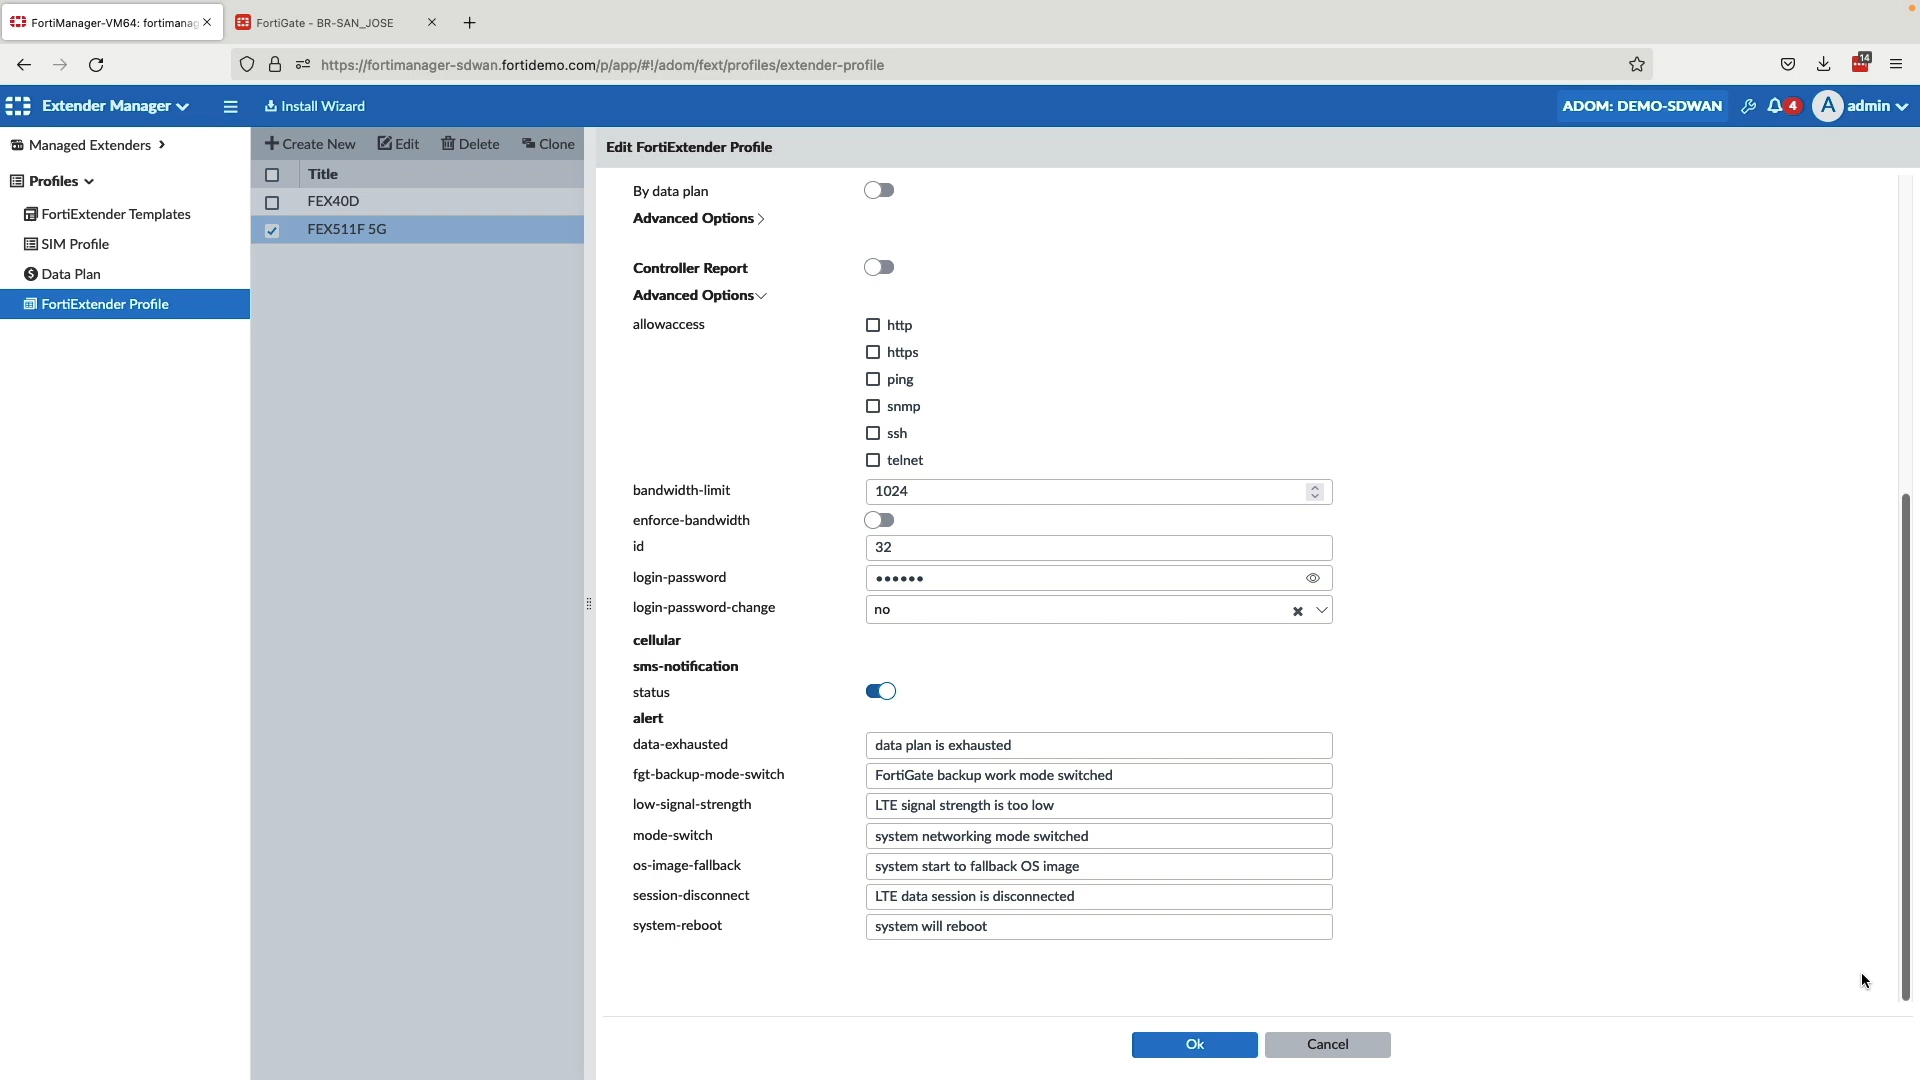 FortiManager-VM64: fortimanag
FortiGate - BR-SAN_JOSE
https://fortimanager-sdwan.fortidemo.com/p/app/#!/adom/fext/profiles/extender-profile
14
Extender Manager
Install Wizard
ADOM: DEMO-SDWAN
4
A
admin
Managed Extenders
Profiles
FortiExtender Templates
SIM Profile
Data Plan
FortiExtender Profile
Create New
Edit
Delete
Clone
Title
FEX40D
FEX511F 5G
Edit FortiExtender Profile
By data plan
Advanced Options
Controller Report
Advanced Options
allowaccess
http
https
ping
snmp
ssh
telnet
bandwidth-limit
1024
enforce-bandwidth
id
32
login-password
••••••
login-password-change
no
cellular
sms-notification
status
alert
data-exhausted
data plan is exhausted
fgt-backup-mode-switch
FortiGate backup work mode switched
low-signal-strength
LTE signal strength is too low
mode-switch
system networking mode switched
os-image-fallback
system start to fallback OS image
session-disconnect
LTE data session is disconnected
system-reboot
system will reboot
Ok
Cancel